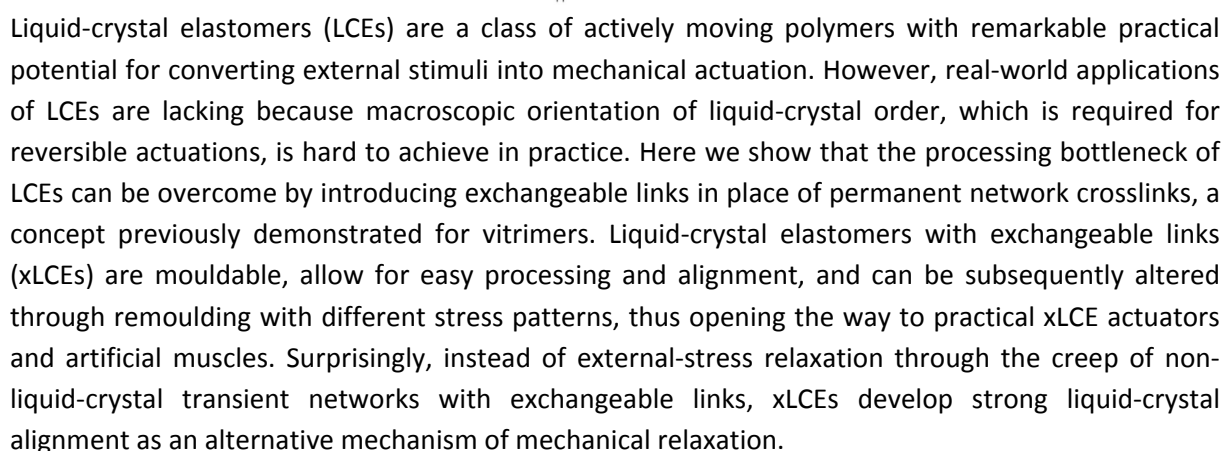 Liquid-crystal elastomers (LCEs) are a class of actively moving polymers with remarkable practical
potential for converting external stimuli into mechanical actuation. However, real-world applications
of LCEs are lacking because macroscopic orientation of liquid-crystal order, which is required for
reversible actuations, is hard to achieve in practice. Here we show that the processing bottleneck of
LCEs can be overcome by introducing exchangeable links in place of permanent network crosslinks, a
concept previously demonstrated for vitrimers. Liquid-crystal elastomers with exchangeable links
(xLCEs) are mouldable, allow for easy processing and alignment, and can be subsequently altered
through remoulding with different stress patterns, thus opening the way to practical xLCE actuators
and artificial muscles. Surprisingly, instead of external-stress relaxation through the creep of non-
liquid-crystal transient networks with exchangeable links, xLCEs develop strong liquid-crystal
alignment as an alternative mechanism of mechanical relaxation.